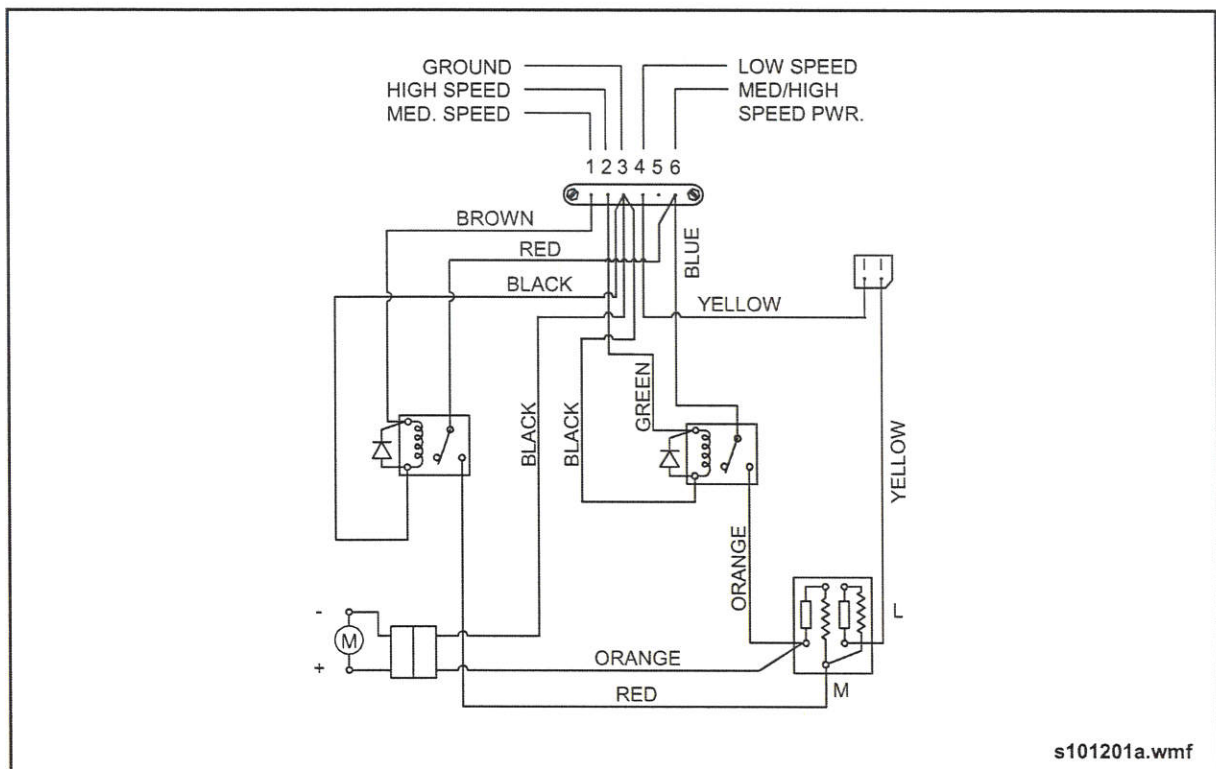 GROUND
HIGH SPEED
MED. SPEED
LOW SPEED
MED/HIGH
SPEED PWR.
1 2 3 4 5 6
BROWN
RED
BLACK
BLUE
YELLOW
BLACK
BLACK
GREEN
YELLOW
ORANGE
-
M
+
ORANGE
RED
L
M
s101201a.wmf